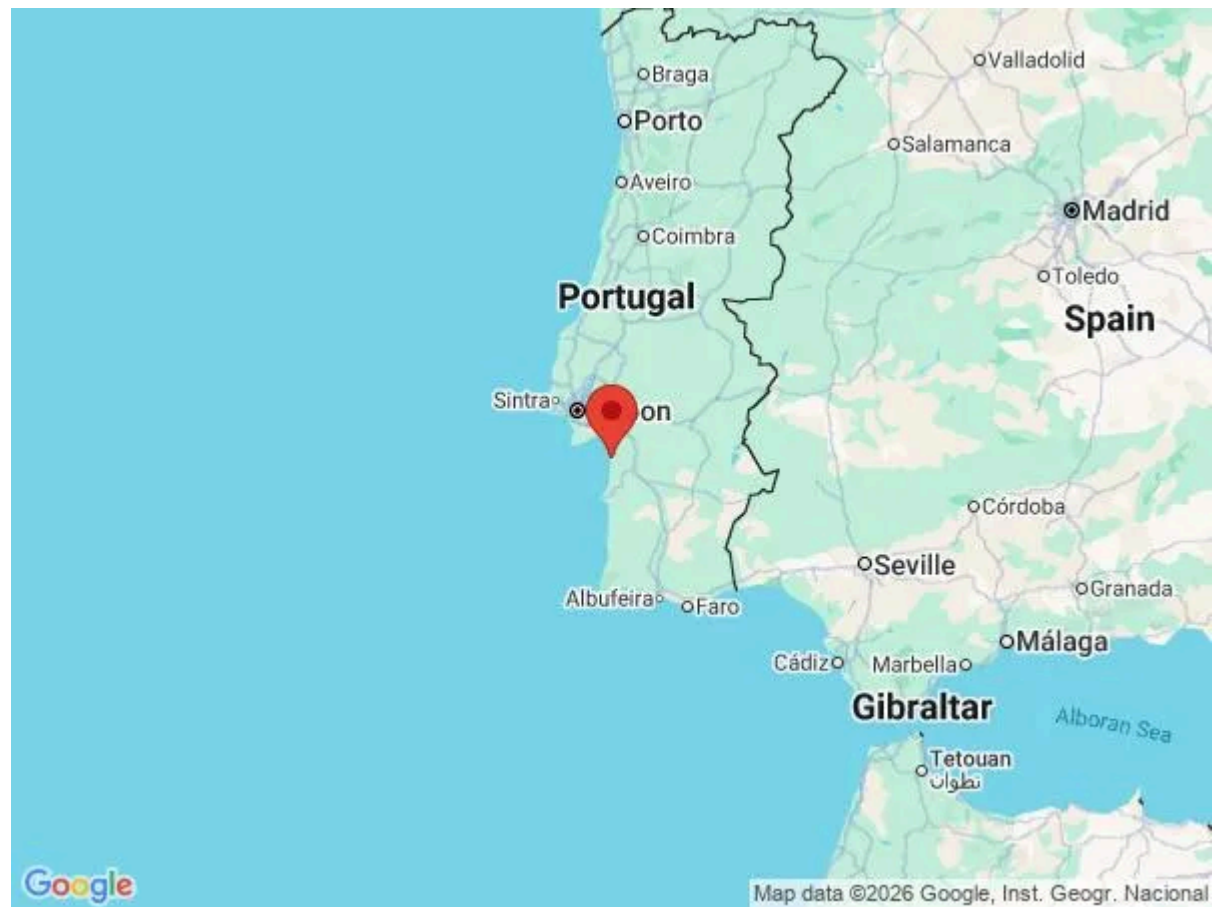 Braga
Valladolid
Porto
Salamanca
Aveiro
Madrid
Coimbra
Toledo
Portugal
Spain
Sintra
on
Córdoba
Seville
Granada
Albufeira
Faro
Málaga
Cádiz
Marbella
Gibraltar
Alboran Sea
Tetouan
تطوان
Google
Map data ©2026 Google, Inst. Geogr. Nacional